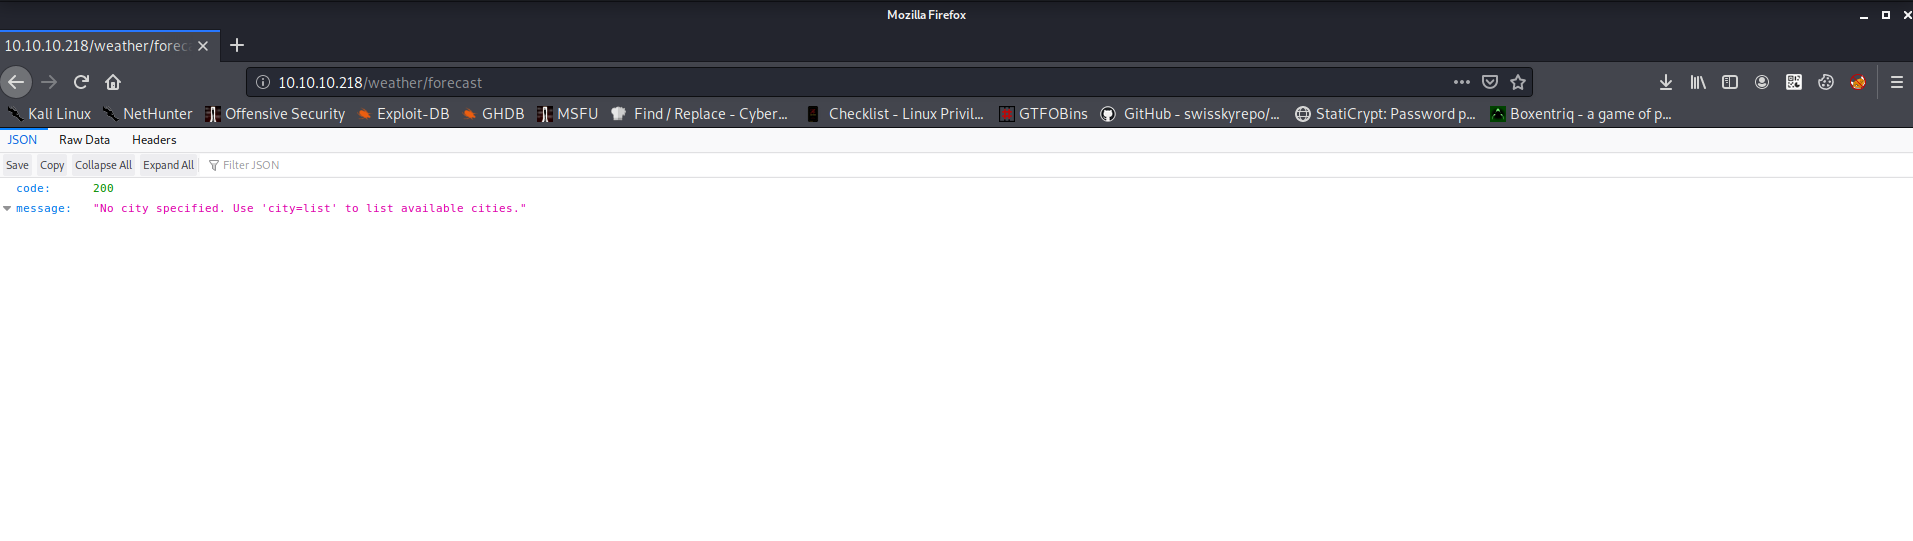 Mozilla Firefox
10.10.10.218/weather/forec
10.10.10.218/weather/forecast
Kali Linux NetHunter Offensive Security Exploit-DB GHDB MSFU Find / Replace - Cyber... Checklist - Linux Privil... GTFOBins GitHub - swisskyrepo/... StatiCrypt: Password p... Boxentriq - a game of p...
JSON Raw Data Headers
Save Copy Collapse All Expand All Filter JSON
code: 200
message: "No city specified. Use 'city=list' to list available cities."